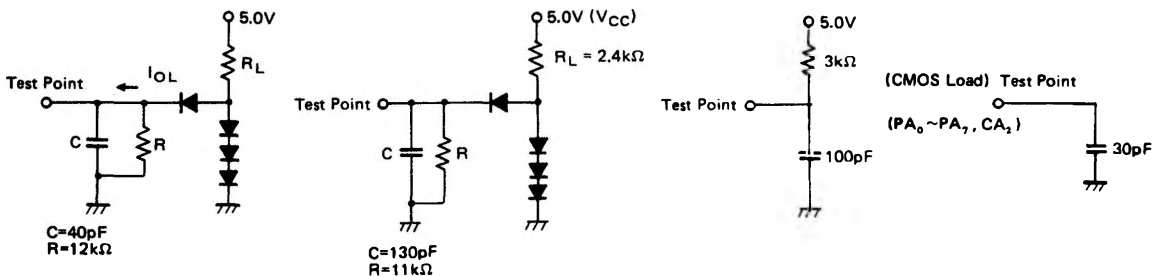 5.0V
R_L
I_OL
Test Point
C
R
C=40pF
R=12kΩ
5.0V (V_CC)
R_L = 2.4kΩ
Test Point
C
R
C=130pF
R=11kΩ
5.0V
3kΩ
Test Point
100pF
(CMOS Load) Test Point
(PA₀~PA₇, CA₂)
30pF